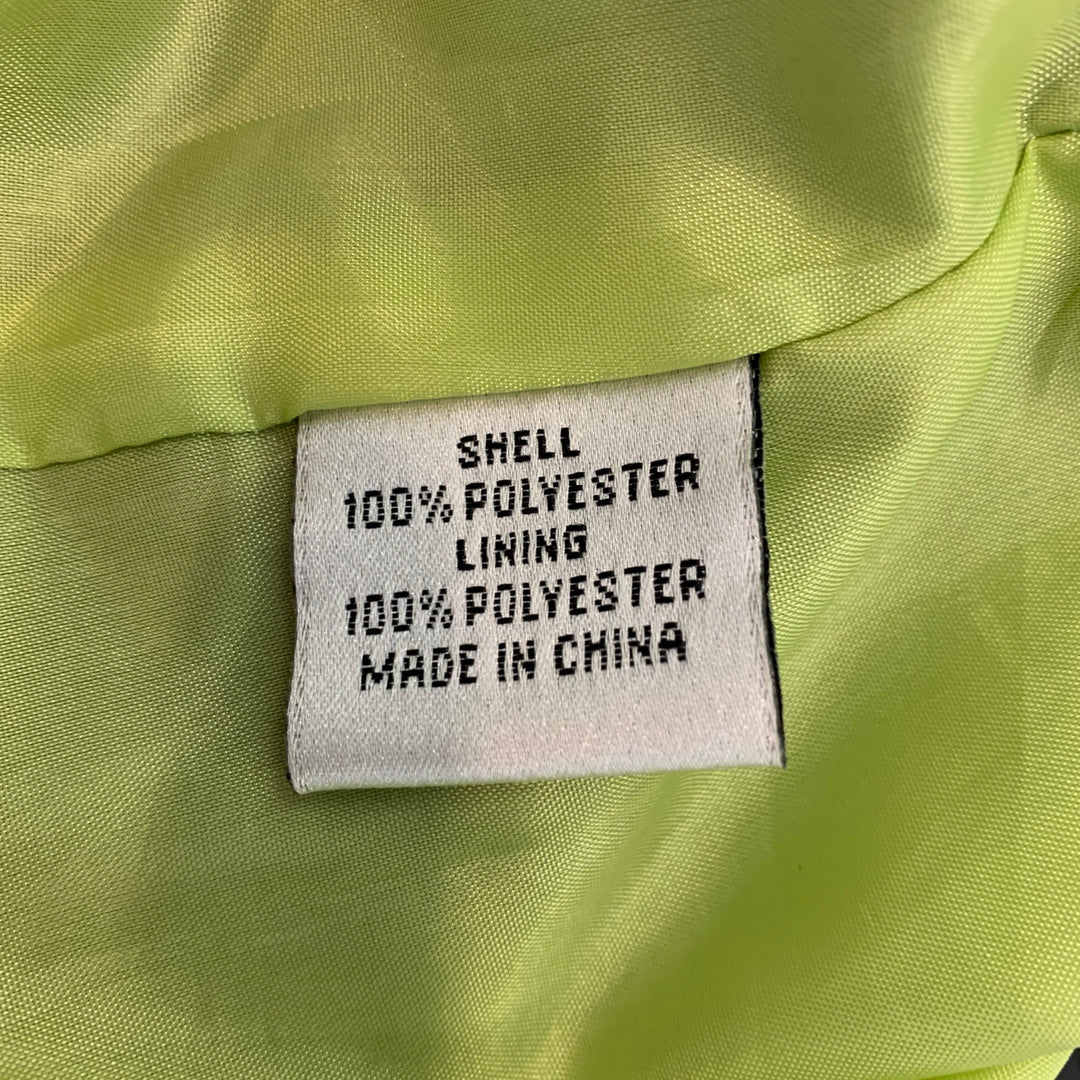 SHELL
100% POLYESTER
LINING
100% POLYESTER
MADE IN CHINA